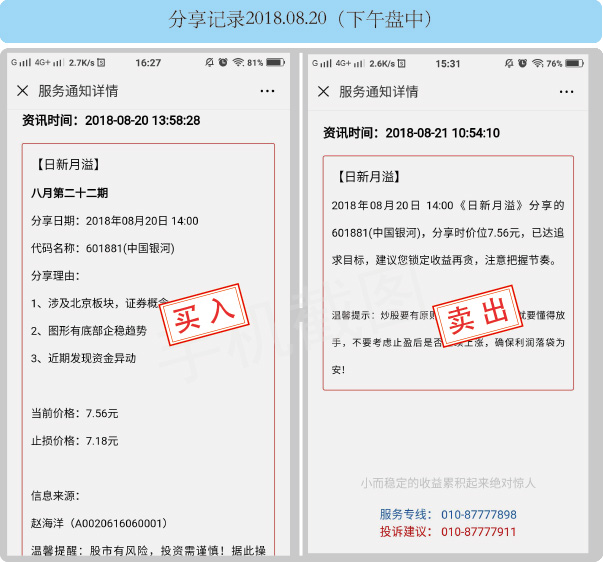 分享记录2018.08.20（下午盘中）
G 4G+ 2.7K/s 16:27 81%
服务通知详情
资讯时间：2018-08-20 13:58:28
【日新月溢】
八月第二十二期
分享日期：2018年08月20日 14:00
代码名称：601881(中国银河)
分享理由：
1、涉及北京板块，证券概念
2、图形有底部企稳趋势
3、近期发现资金异动
买入
当前价格：7.56元
止损价格：7.18元
信息来源：
赵海洋（A0020616060001）
温馨提醒：股市有风险，投资需谨慎！据此操
G 4G+ 2.6K/s 15:31 76%
服务通知详情
资讯时间：2018-08-21 10:54:10
【日新月溢】
2018年08月20日 14:00《日新月溢》分享的
601881(中国银河)，分享时价位7.56元，已达追
求目标，建议您锁定收益再贪，注意把握节奏。
温馨提示：炒股要有原则 就要懂得放
手，不要考虑止盈后是否 续上涨，确保利润落袋为
安！
卖出
手机截图
小而稳定的收益累积起来绝对惊人
服务专线： 010-87777898
投诉建议： 010-87777911